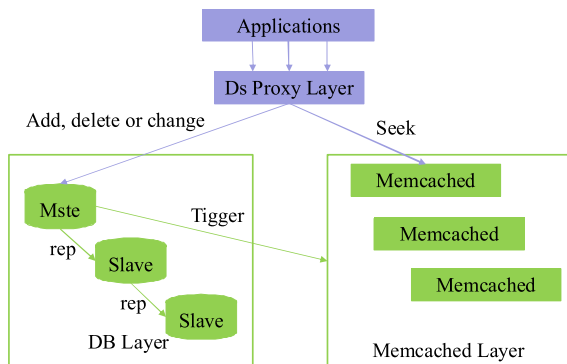 Applications
Ds Proxy Layer
Add, delete or change
Seek
Memcached
Mste
Tigger
Memcached
rep
Slave
Memcached
rep
Slave
DB Layer
Memcached Layer